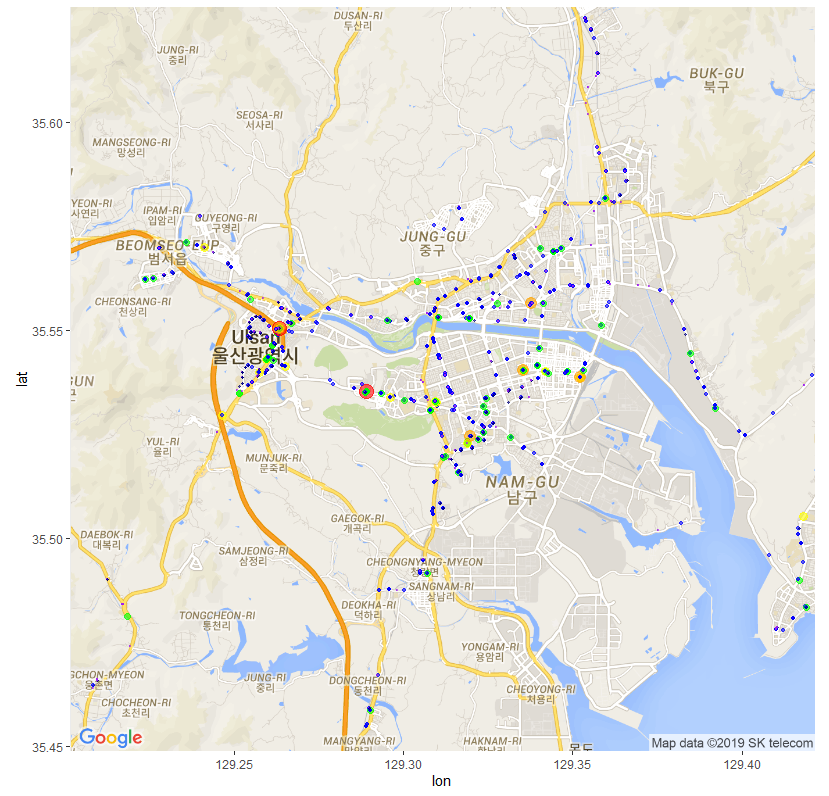 DUSAN-RI
두산리
JUNG-RI
중리
BUK-GU
북구
35.60
SEOSA-RI
서사리
MANGSEONG-RI
망성리
YEON-RI
사연리
IPAM-RI
입암리
GUYEONG-RI
구영리
JUNG-GU
중구
BEOMSEO-EUP
범서읍
CHEONSANG-RI
천상리
35.55
Ulsan
울산광역시
lat
GUN
YUL-RI
율리
MUNJUK-RI
문죽리
NAM-GU
남구
GAEGOK-RI
개곡리
35.50
DAEBOK-RI
대복리
SAMJEONG-RI
삼정리
CHEONGNYANG-MYEON
SANGNAM-RI
상남리
DEOKHA-RI
덕하리
TONGCHEON-RI
통천리
YONGAM-RI
용암리
GCHON-MYEON
JUNG-RI
중리
DONGCHEON-RI
동천리
CHEOYONG-RI
처용리
CHOCHEON-RI
초천리
MANGYANG-RI
HAKNAM-RI
Google
Map data ©2019 SK telecom
35.45
129.25
129.30
129.35
129.40
lon